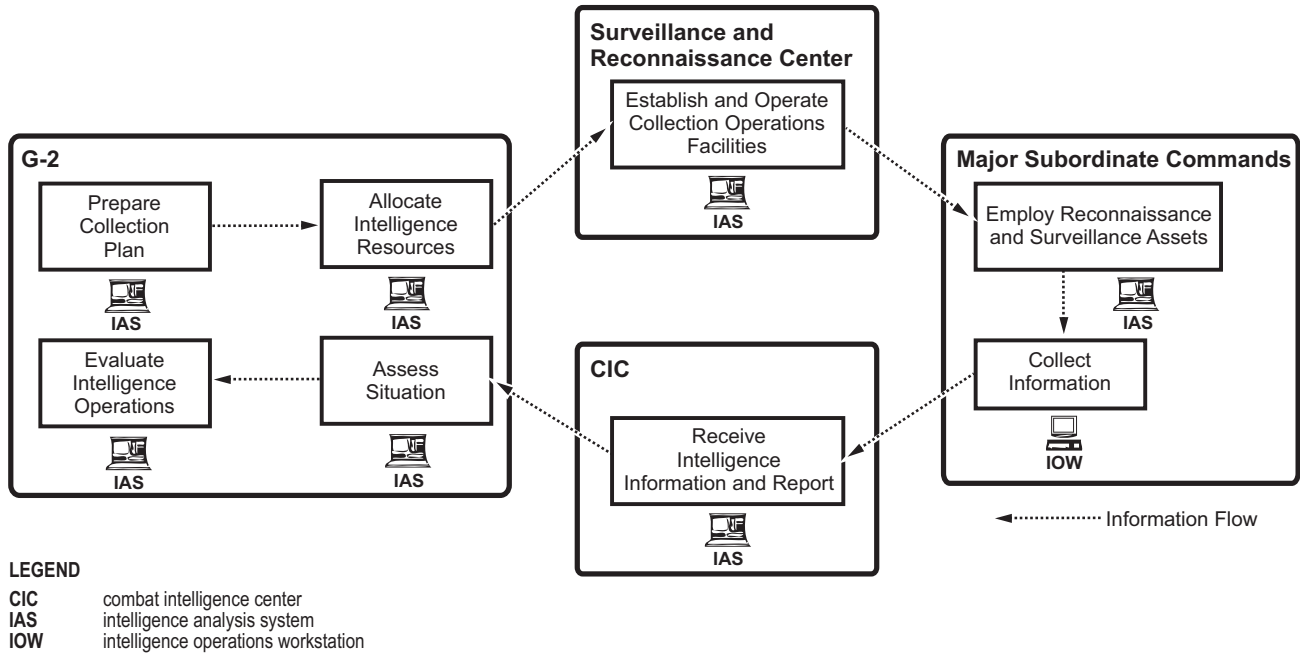 Surveillance and
Reconnaissance Center
Establish and Operate
Collection Operations
Facilities
IAS
G-2
Prepare
Collection
Plan
IAS
Allocate
Intelligence
Resources
IAS
Evaluate
Intelligence
Operations
IAS
Assess
Situation
IAS
Major Subordinate Commands
Employ Reconnaissance
and Surveillance Assets
IAS
Collect
Information
IOW
CIC
Receive
Intelligence
Information and Report
IAS
Information Flow
LEGEND
CIC combat intelligence center
IAS intelligence analysis system
IOW intelligence operations workstation